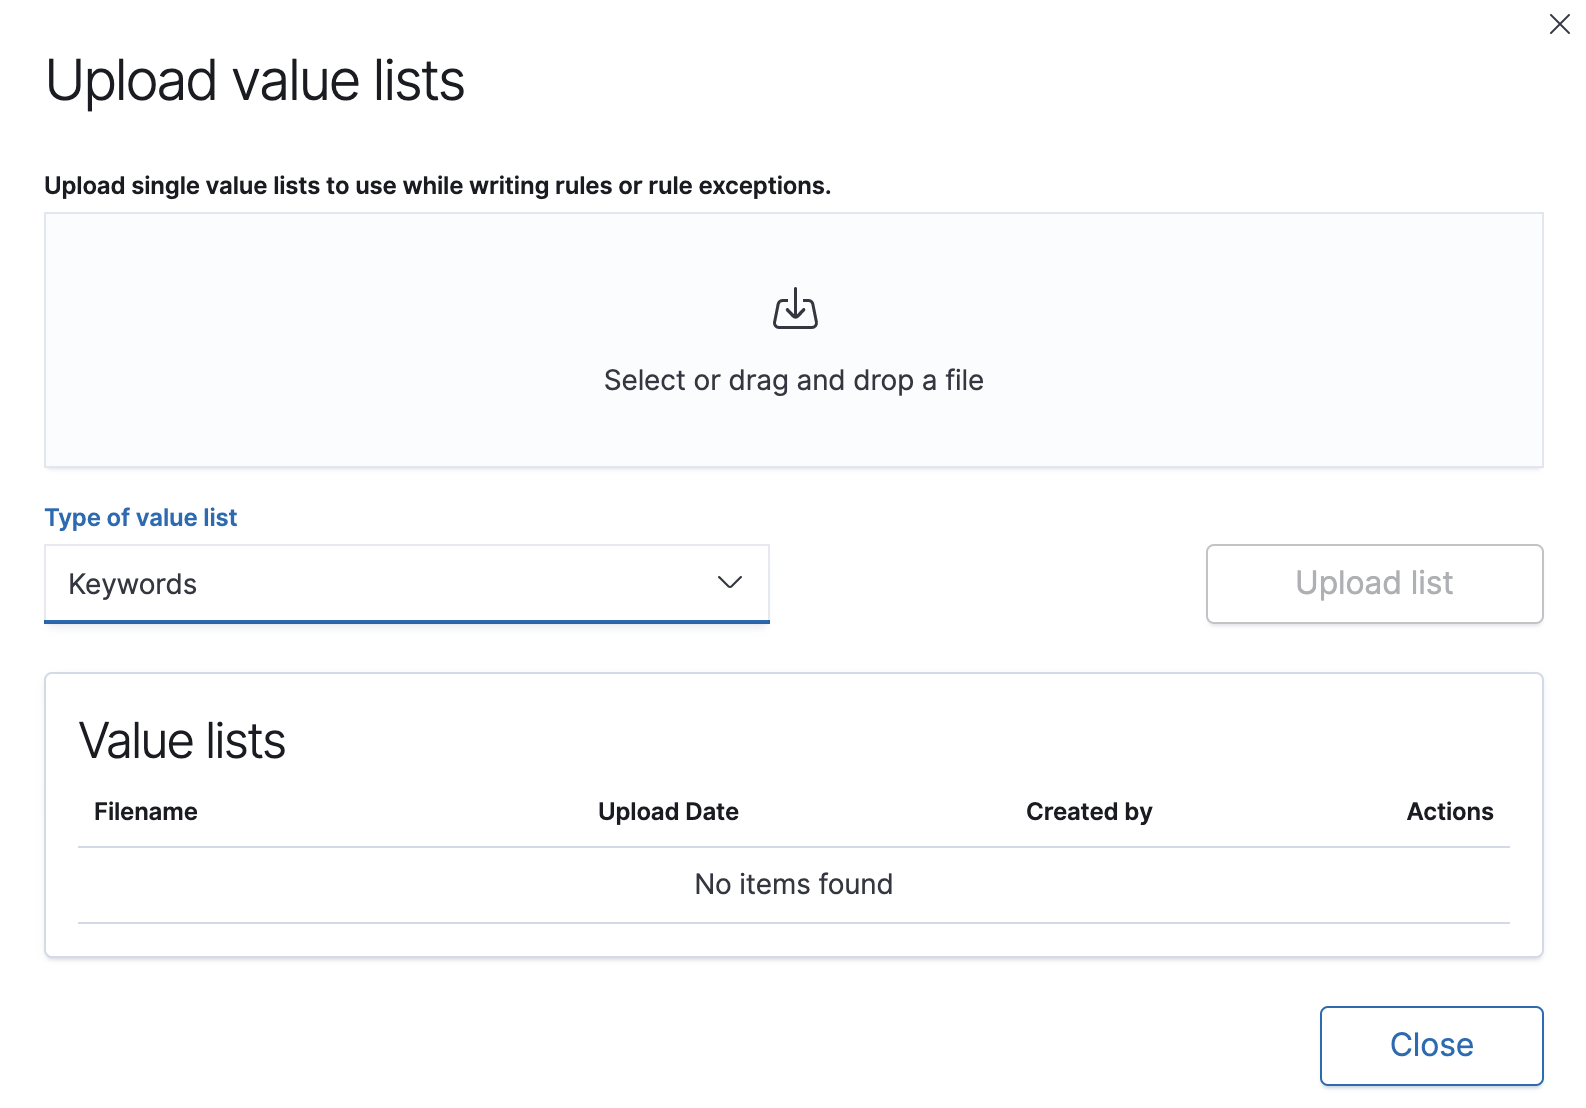 Upload value lists
Upload single value lists to use while writing rules or rule exceptions.
Select or drag and drop a file
Type of value list
Keywords
Upload list
Value lists
Filename Upload Date Created by Actions
No items found
Close